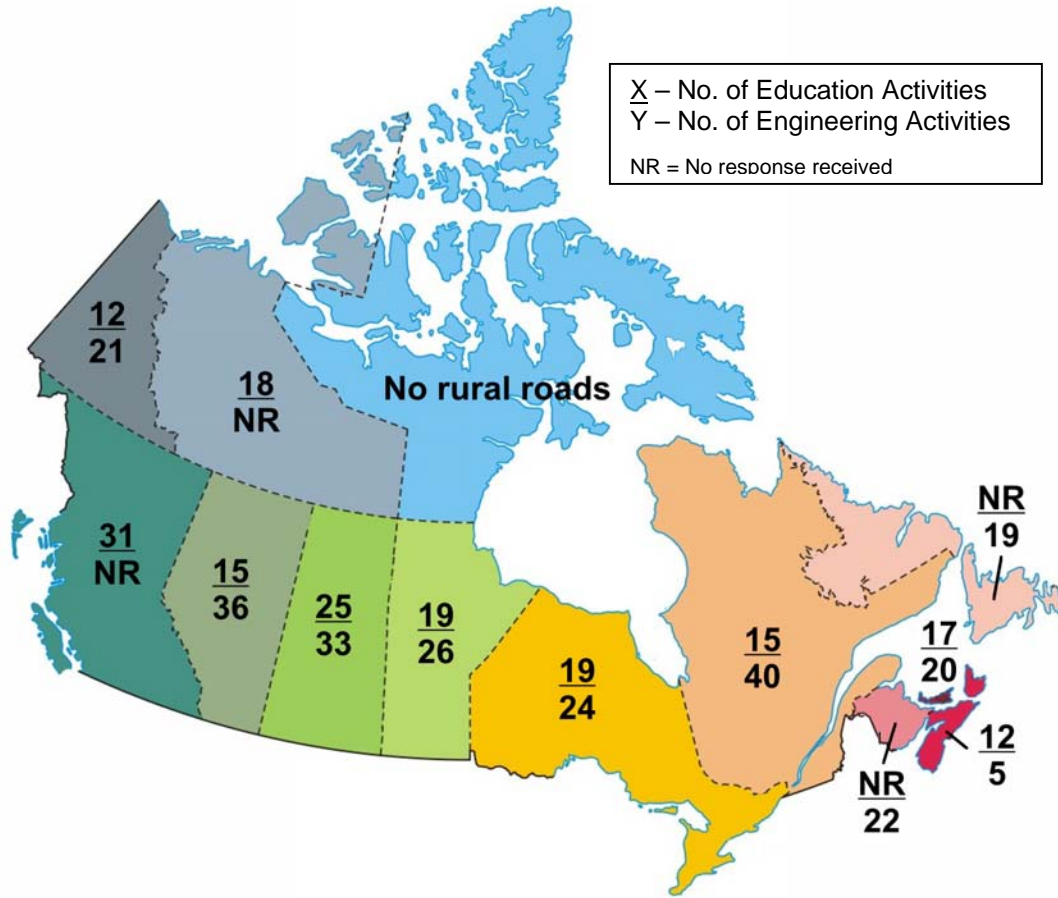 X – No. of Education Activities
Y – No. of Engineering Activities
NR = No response received
12
21
18
NR
No rural roads
31
NR
15
36
25
33
19
26
19
24
15
40
NR
19
17
20
12
5
NR
22